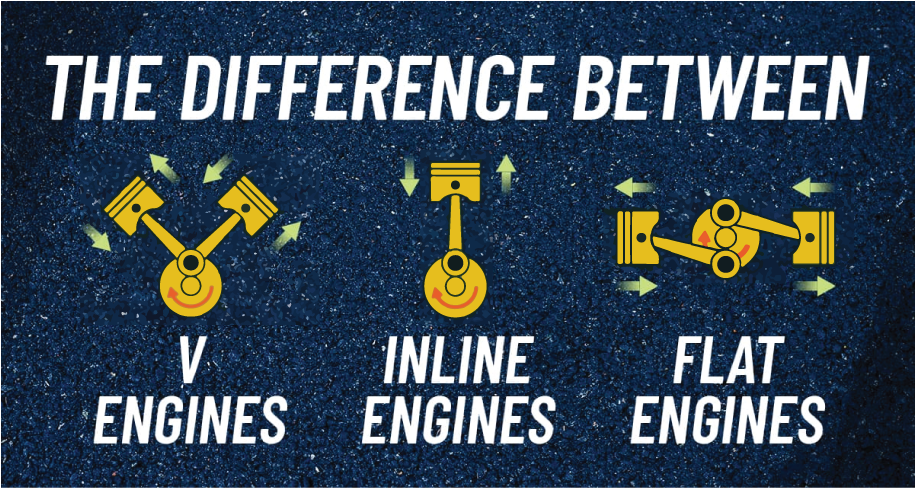 THE DIFFERENCE BETWEEN
V
ENGINES
INLINE
ENGINES
FLAT
ENGINES